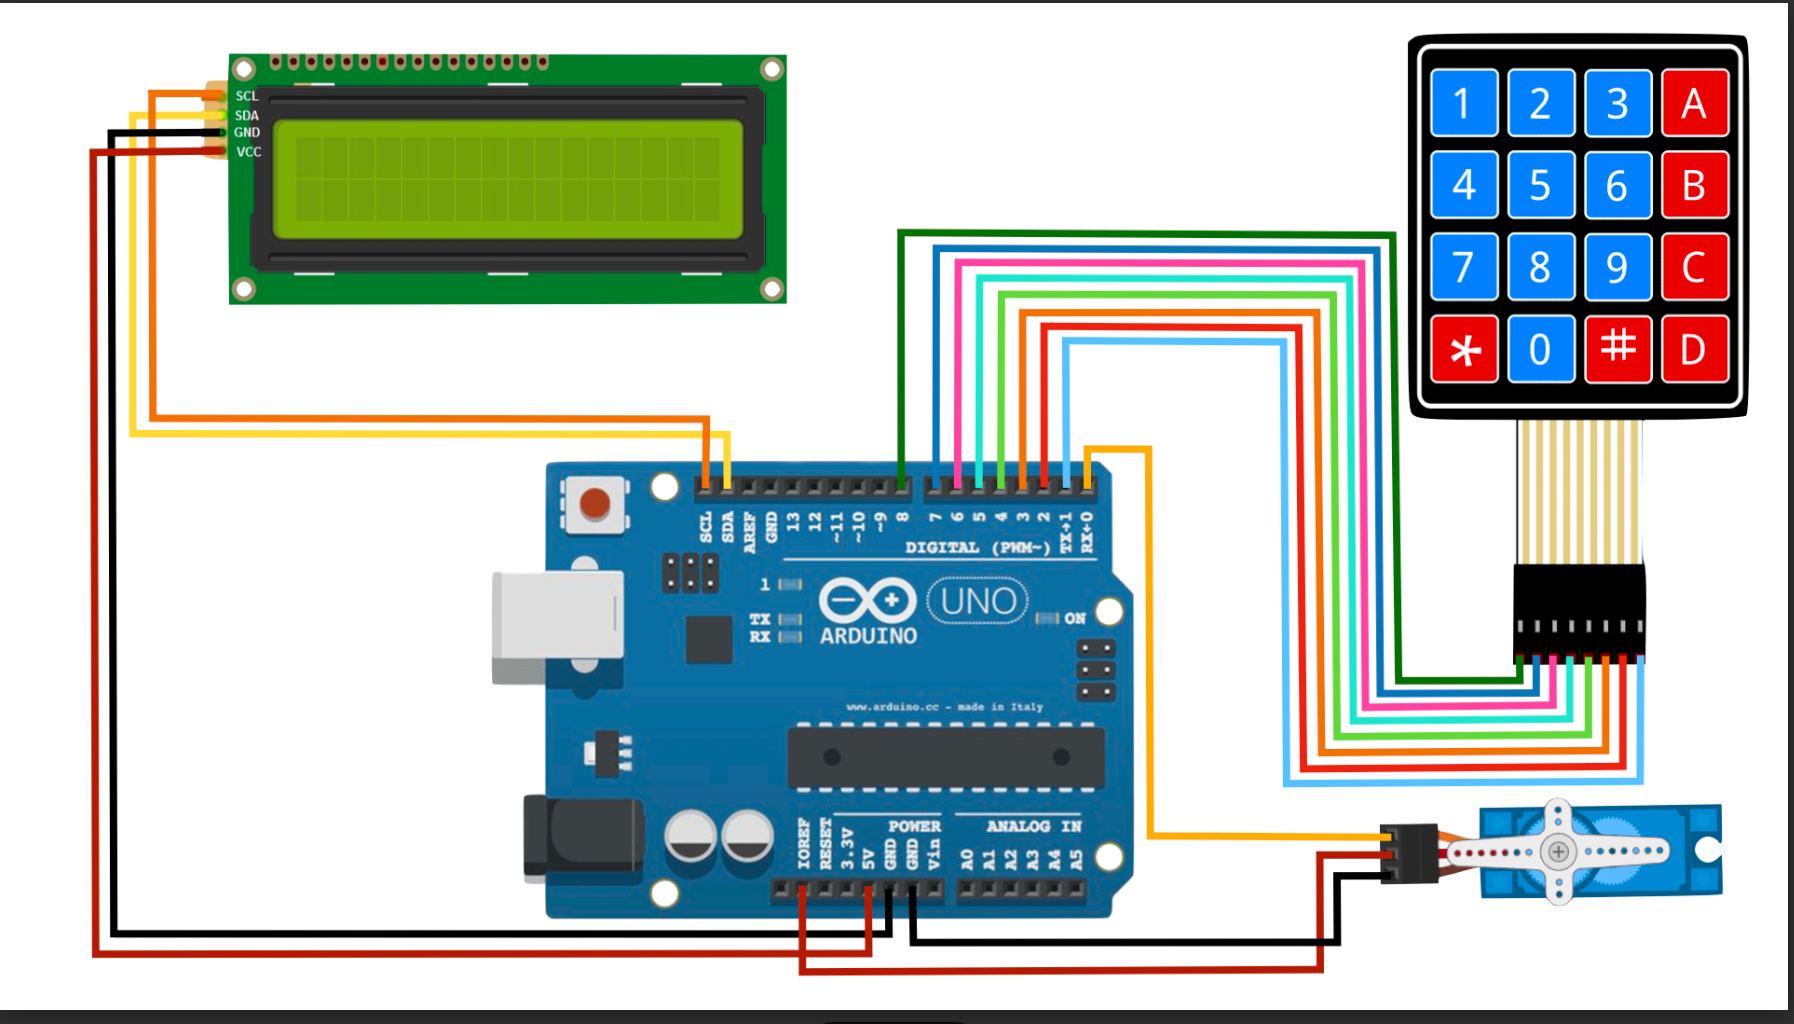 SCL
SDA
GND
VCC
1 2 3 A
4 5 6 B
7 8 9 C
* 0 # D
SCL
SDA
AREF
GND
13
12
~11
~10
~9
8
7
6
5
4
3
2
TX→1
RX←0
DIGITAL (PWM~)
1
TX
RX
UNO
ARDUINO
ON
www.arduino.cc - made in Italy
POWER
ANALOG IN
IOREF
RESET
3.3V
5V
GND
GND
Vin
A0
A1
A2
A3
A4
A5